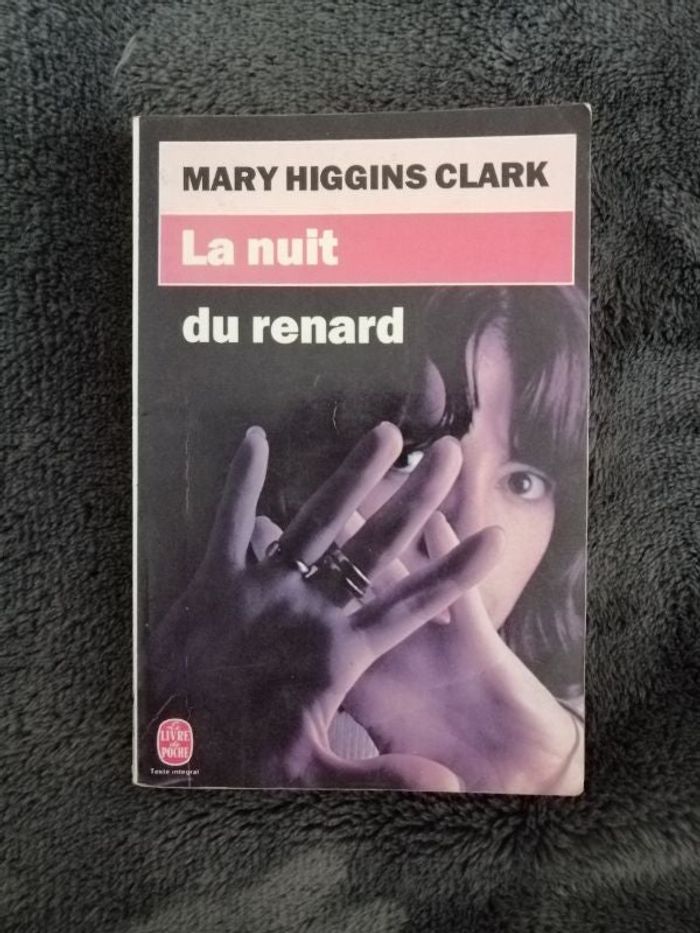 MARY HIGGINS CLARK
La nuit
du renard
Le
LIVRE
de
POCHE
Texte intégral